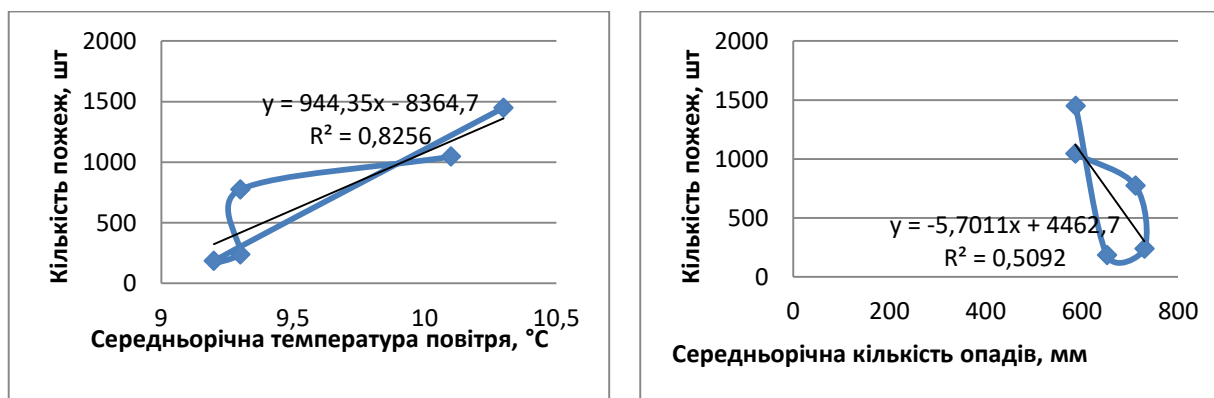 Кількість пожеж, шт
2000
1500
1000
500
0
y = 944,35x - 8364,7
R² = 0,8256
9
9,5
10
10,5
Середньорічна температура повітря, °С
Кількість пожеж, шт
2000
1500
1000
500
0
y = -5,7011x + 4462,7
R² = 0,5092
0
200
400
600
800
Середньорічна кількість опадів, мм